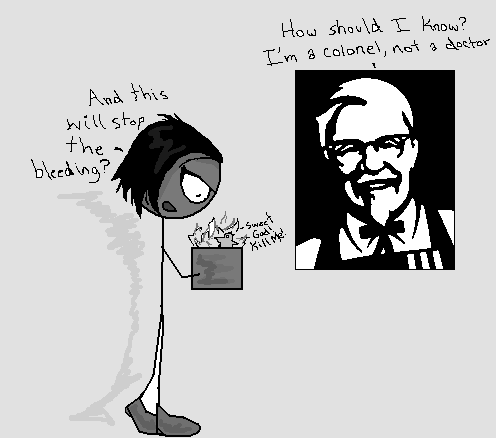 How should I know?
I'm a colonel, not a doctor
And this
will stop
the
bleeding?
Sweet
God!
Kill Me!